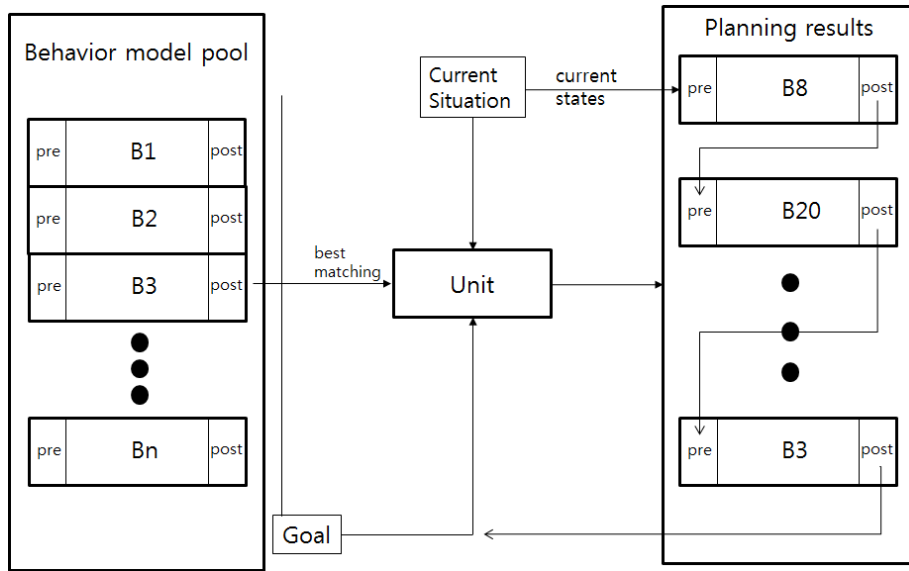 Behavior model pool
pre B1 post
pre B2 post
pre B3 post
pre Bn post
best
matching
Current
Situation
current
states
Unit
Goal
Planning results
pre B8 post
pre B20 post
pre B3 post